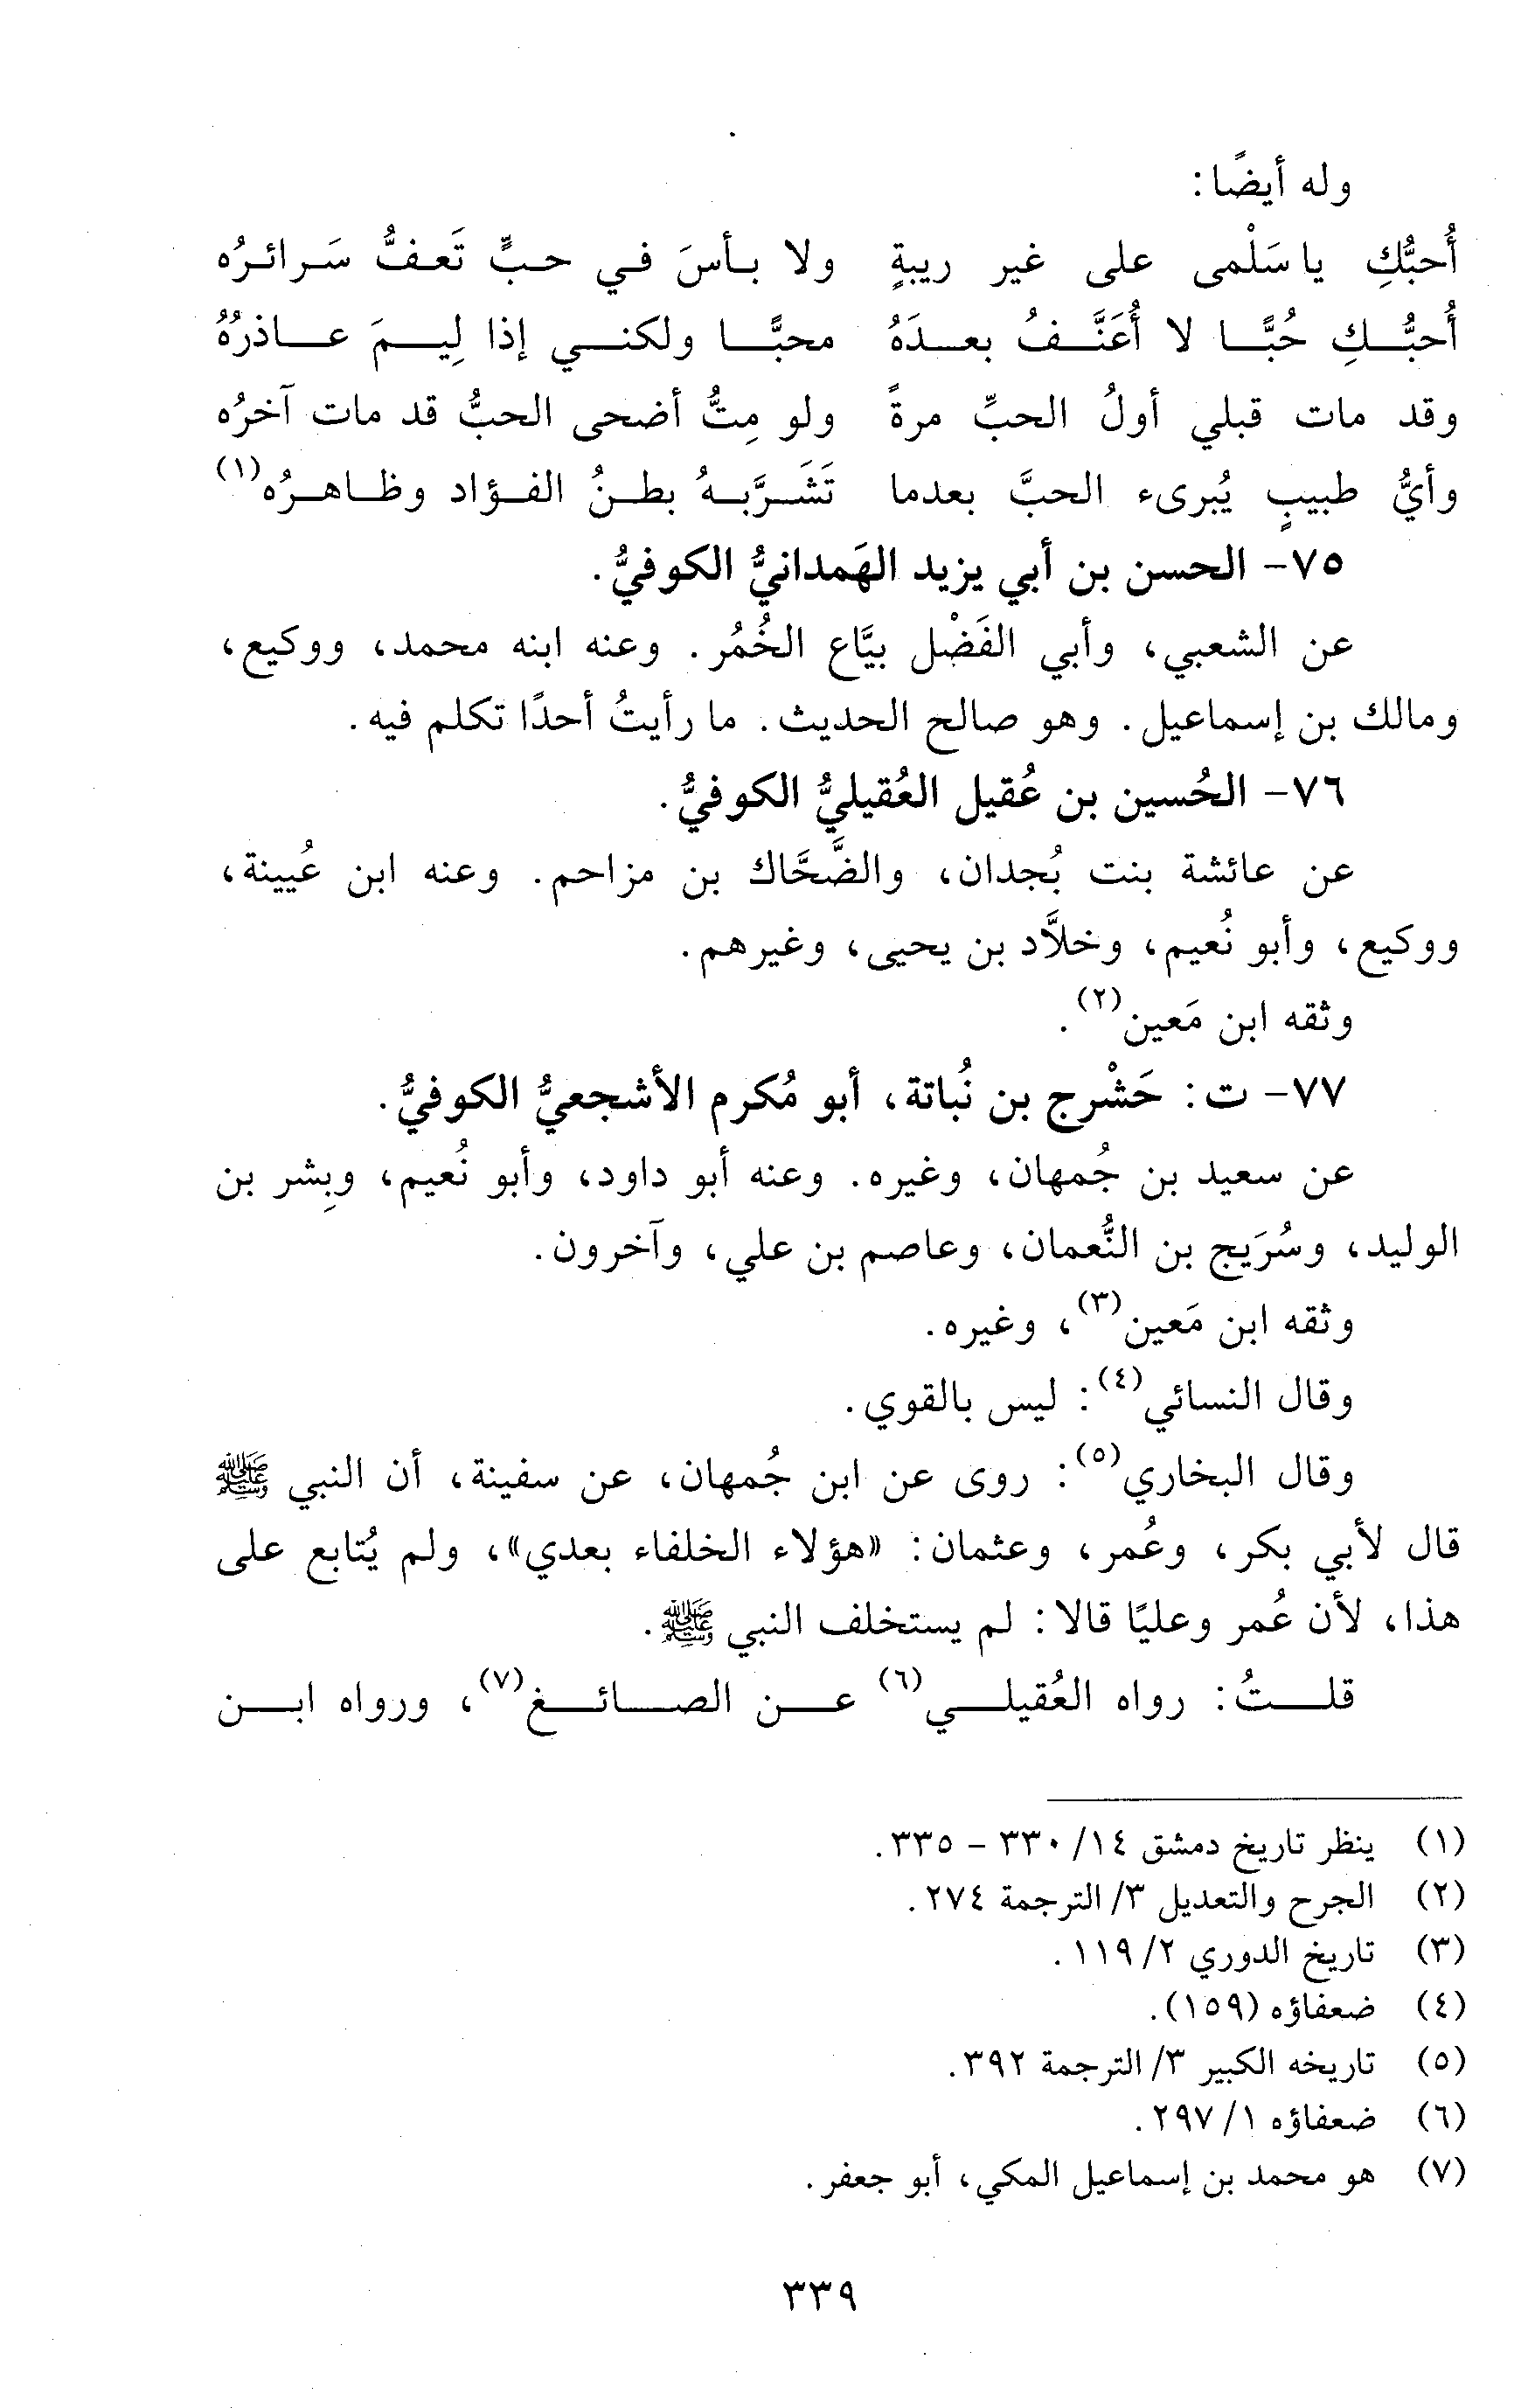 وله أيضًا:
أُحبُّكِ يا سَلْمى على غير ريبةٍ ولا بأسَ في حبٍّ تَعفُّ سَرائرُه
أُحبُّكِ حُبًّا لا أُعَنَّفُ بعدَهُ محبًّا ولكني إذا لِيمَ عاذرُهُ
وقد مات قبلي أولُ الحبِّ مرةً ولو مِتُّ أضحى الحبُّ قد مات آخرُه
وأيُّ طبيبٍ يُبرىء الحبَّ بعدما تَشَرَّبهُ بطنُ الفؤاد وظاهرُه(١)
٧٥- الحسن بن أبي يزيد الهَمدانيُّ الكوفيُّ.
عن الشعبي، وأبي الفَضْل بيَّاع الخُمُر. وعنه ابنه محمد، ووكيع،
ومالك بن إسماعيل. وهو صالح الحديث. ما رأيتُ أحدًا تكلم فيه.
٧٦- الحُسين بن عُقيل العُقيليُّ الكوفيُّ.
عن عائشة بنت بُجدان، والضَّحَّاك بن مزاحم. وعنه ابن عُيينة،
ووكيع، وأبو نُعيم، وخلاَّد بن يحيى، وغيرهم.
وثقه ابن مَعين(٢).
٧٧- ت: حَشْرج بن نُباتة، أبو مُكرم الأشجعيُّ الكوفيُّ.
عن سعيد بن جُمهان، وغيره. وعنه أبو داود، وأبو نُعيم، وبِشر بن
الوليد، وسُرَيج بن النُّعمان، وعاصم بن علي، وآخرون.
وثقه ابن مَعين(٣)، وغيره.
وقال النسائي(٤): ليس بالقوي.
وقال البخاري(٥): روى عن ابن جُمهان، عن سفينة، أن النبي ﷺ
قال لأبي بكر، وعُمر، وعثمان: «هؤلاء الخلفاء بعدي»، ولم يُتابع على
هذا، لأن عُمر وعليًا قالا: لم يستخلف النبي ﷺ.
قلتُ: رواه العُقيلي(٦) عن الصائغ(٧)، ورواه ابن
(١) ينظر تاريخ دمشق ١٤/ ٣٣٠ - ٣٣٥.
(٢) الجرح والتعديل ٣/ الترجمة ٢٧٤.
(٣) تاريخ الدوري ٢/ ١١٩.
(٤) ضعفاؤه (١٥٩).
(٥) تاريخه الكبير ٣/ الترجمة ٣٩٢.
(٦) ضعفاؤه ١/ ٢٩٧.
(٧) هو محمد بن إسماعيل المكي، أبو جعفر.
٣٣٩